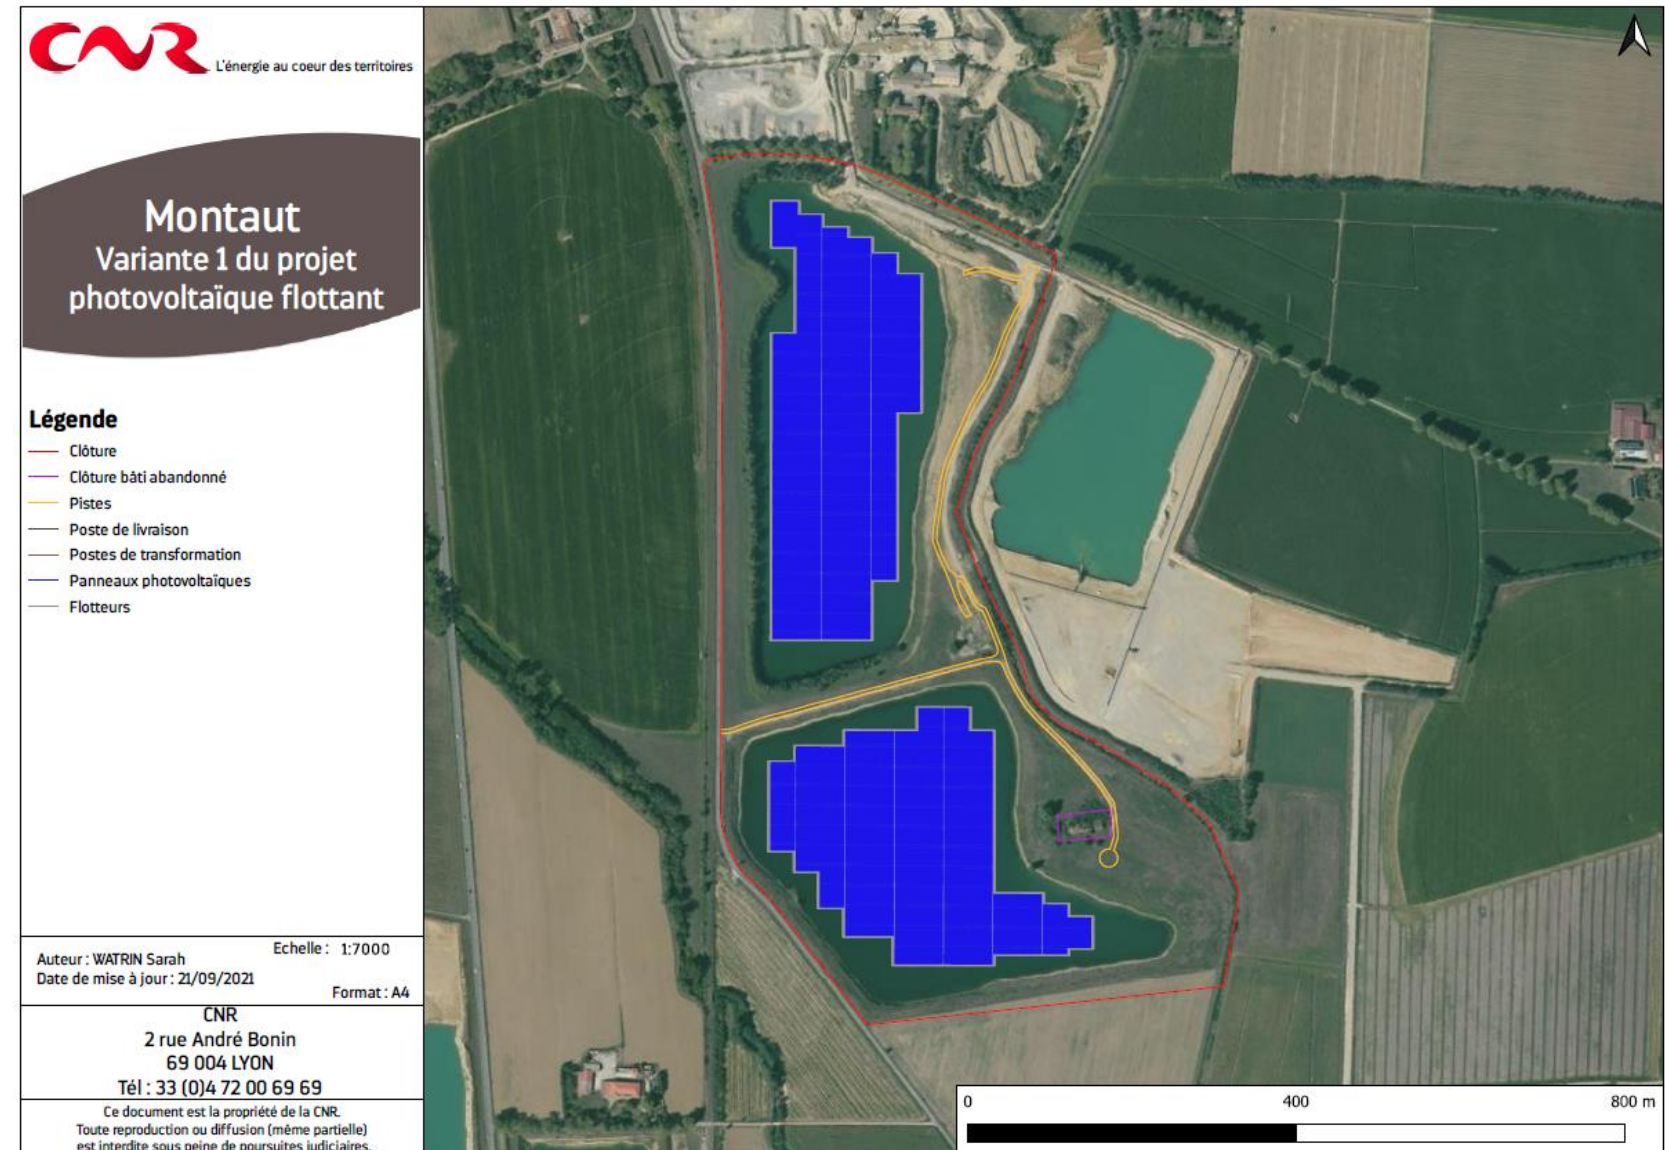 CNR
L'énergie au coeur des territoires
Montaut
Variante 1 du projet
photovoltaïque flottant
Légende
Clôture
Clôture bâti abandonné
Pistes
Poste de livraison
Postes de transformation
Panneaux photovoltaïques
Flotteurs
Auteur : WATRIN Sarah
Echelle : 1:7000
Date de mise à jour : 21/09/2021
Format : A4
CNR
2 rue André Bonin
69 004 LYON
Tél : 33 (0)4 72 00 69 69
Ce document est la propriété de la CNR.
Toute reproduction ou diffusion (même partielle)
est interdite sous peine de poursuites judiciaires.
0 400 800 m